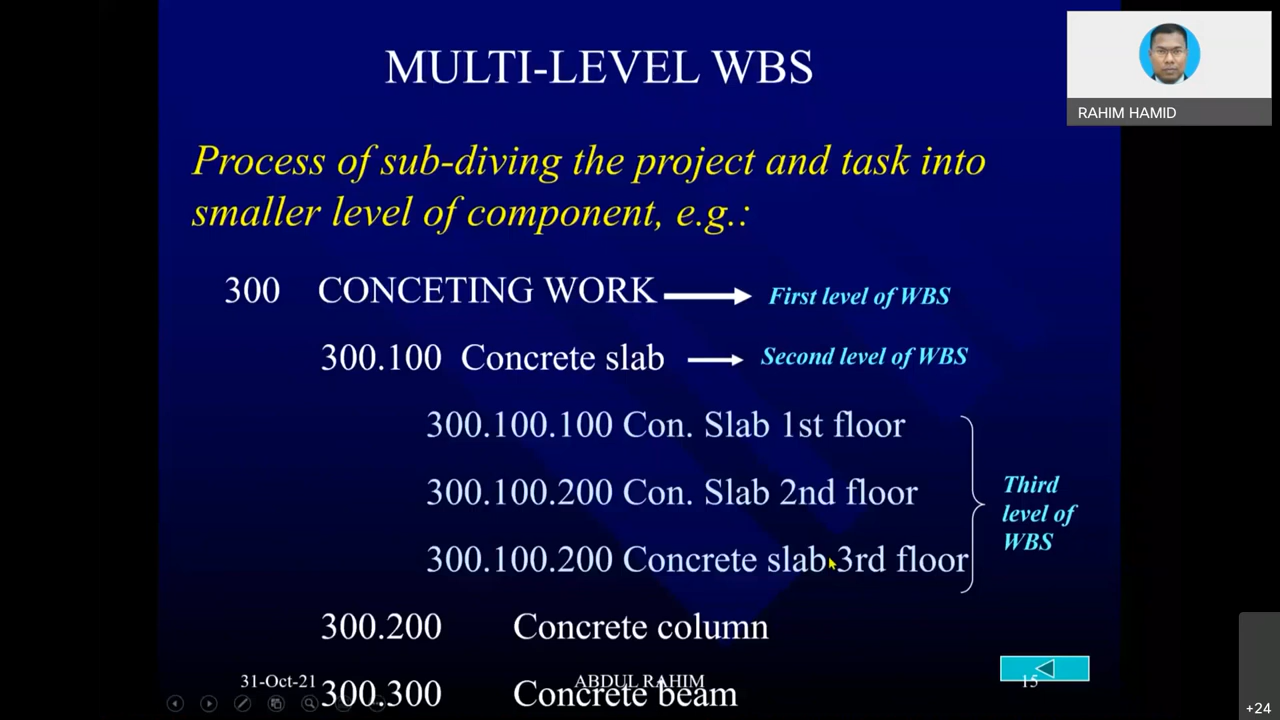 MULTI-LEVEL WBS
RAHIM HAMID
Process of sub-diving the project and task into
smaller level of component, e.g.:
300 CONCETING WORK First level of WBS
300.100 Concrete slab Second level of WBS
300.100.100 Con. Slab 1st floor
300.100.200 Con. Slab 2nd floor
300.100.200 Concrete slab 3rd floor
Third
level of
WBS
300.200 Concrete column
31-Oct-21 ABDUL RAHIM 15
300.300 Concrete beam
+24